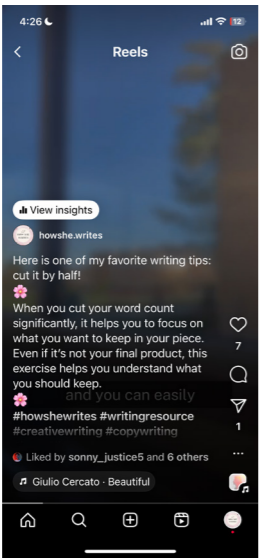 4:26
12
Reels
View insights
howshe.writes
Here is one of my favorite writing tips:
cut it by half!
🌸
When you cut your word count
significantly, it helps you to focus on
what you want to keep in your piece.
Even if it's not your final product, this
exercise helps you understand what
you should keep.
and you can easily
🌸
#howshewrites #writingresource
#creativewriting #copywriting
7
1
Liked by sonny_justice5 and 6 others
Giulio Cercato · Beautiful